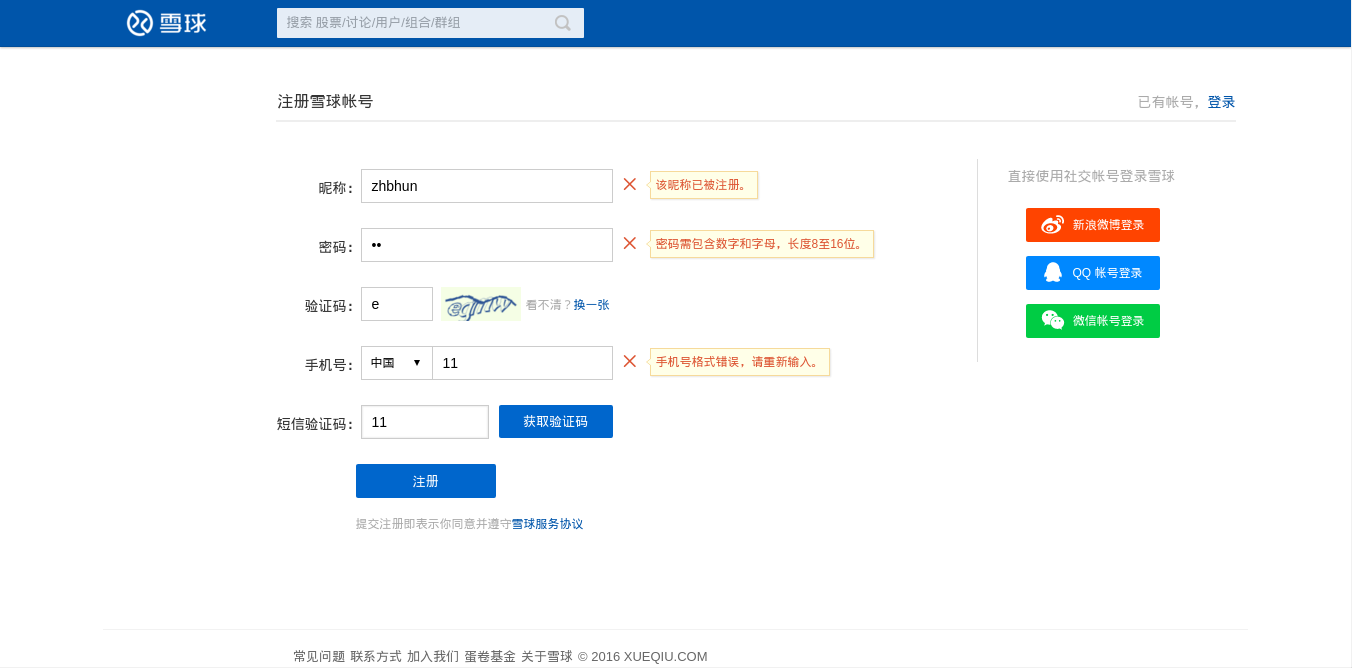 雪球
搜索 股票/讨论/用户/组合/群组
注册雪球帐号
已有帐号，登录
昵称：
zhbhun
该昵称已被注册。
密码：
••
密码需包含数字和字母，长度8至16位。
验证码：
e
看不清？换一张
手机号：
中国 ▼
11
手机号格式错误，请重新输入。
短信验证码：
11
获取验证码
注册
提交注册即表示你同意并遵守雪球服务协议
直接使用社交帐号登录雪球
新浪微博登录
QQ 帐号登录
微信帐号登录
常见问题 联系方式 加入我们 蛋卷基金 关于雪球 © 2016 XUEQIU.COM